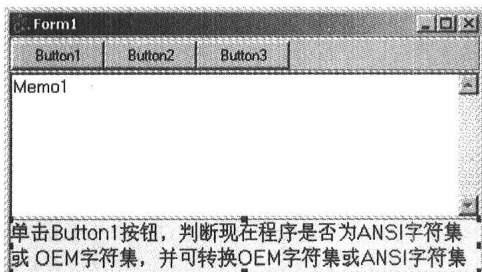 Form1
Button1 Button2 Button3
Memo1
单击Button1按钮，判断现在程序是否为ANSI字符集
或 OEM字符集，并可转换OEM字符集或ANSI字符集